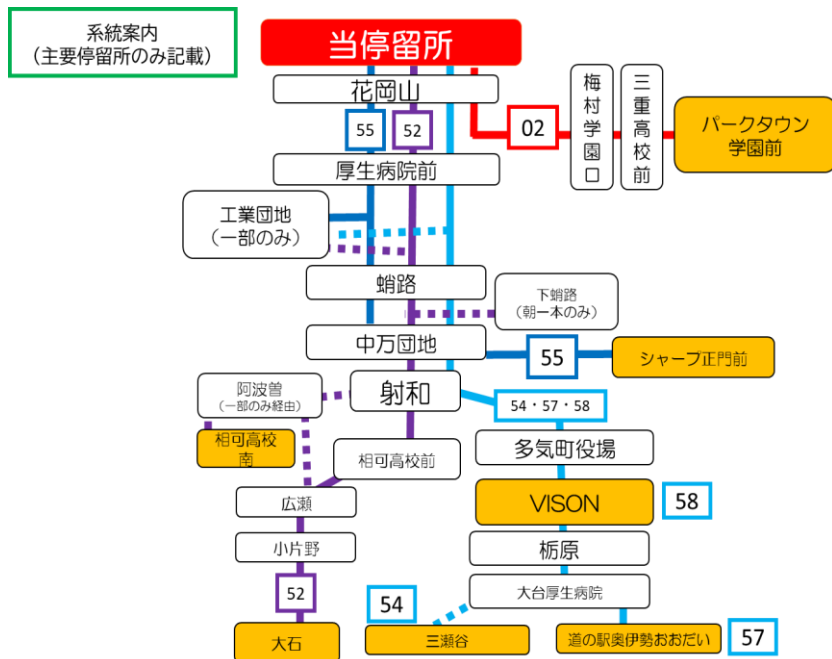 系統案内
（主要停留所のみ記載）
当停留所
花岡山
55
52
02
梅村学園口
三重高校前
パークタウン
学園前
厚生病院前
工業団地
（一部のみ）
蛸路
下蛸路
（朝一本のみ）
中万団地
55
シャープ正門前
阿波曽
（一部のみ経由）
射和
54・57・58
相可高校
南
相可高校前
多気町役場
広瀬
VISON
58
小片野
栃原
52
54
大台厚生病院
大石
三瀬谷
道の駅奥伊勢おおだい
57